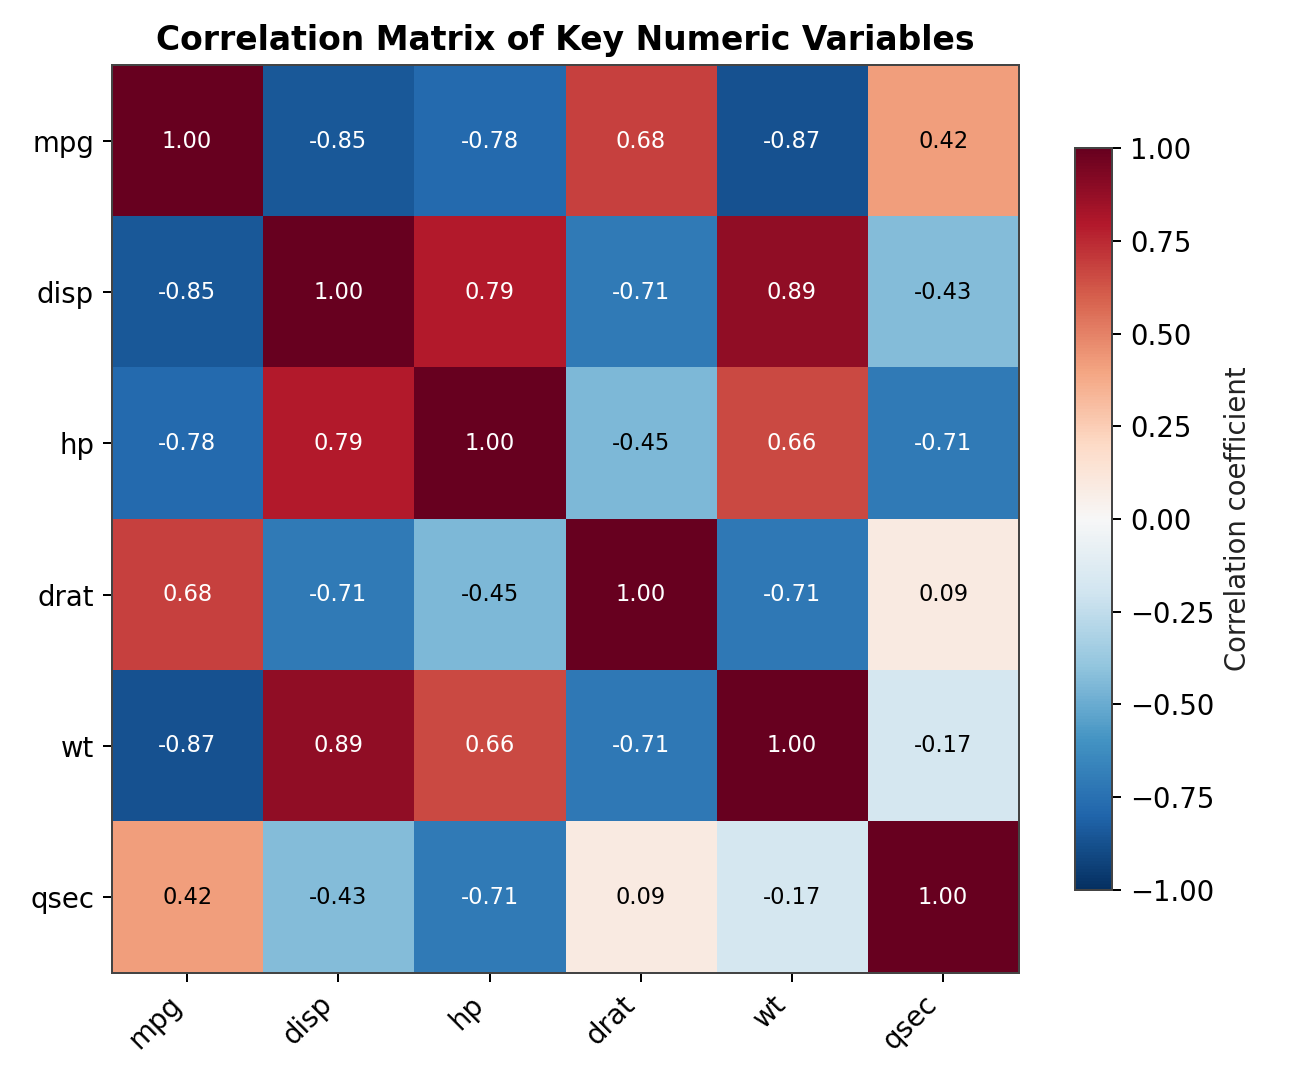 Correlation Matrix of Key Numeric Variables
mpg 1.00 -0.85 -0.78 0.68 -0.87 0.42
disp -0.85 1.00 0.79 -0.71 0.89 -0.43
hp -0.78 0.79 1.00 -0.45 0.66 -0.71
drat 0.68 -0.71 -0.45 1.00 -0.71 0.09
wt -0.87 0.89 0.66 -0.71 1.00 -0.17
qsec 0.42 -0.43 -0.71 0.09 -0.17 1.00
mpg disp hp drat wt qsec
1.00
0.75
0.50
0.25
0.00
−0.25
−0.50
−0.75
−1.00
Correlation coefficient